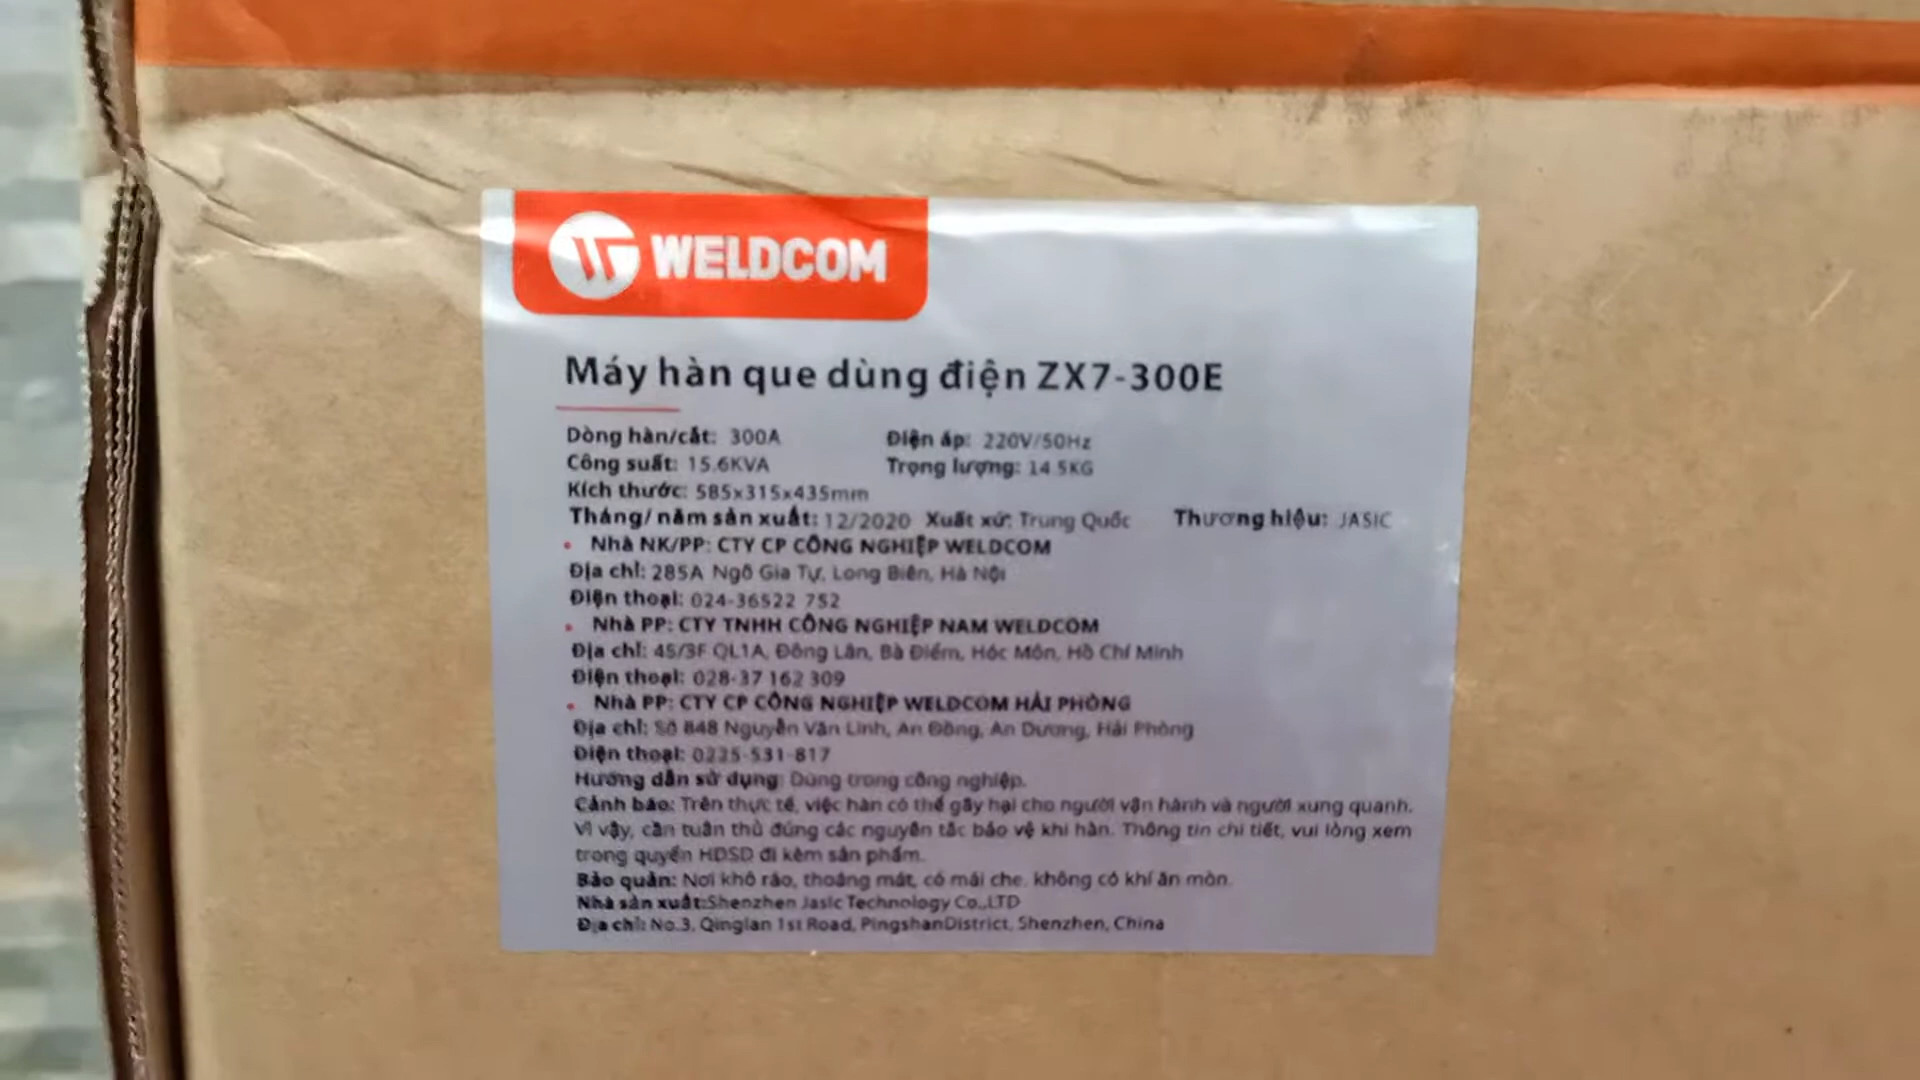 WELDCOM
Máy hàn que dùng điện ZX7-300E
Dòng hàn/cắt: 300A Điện áp: 220V/50Hz
Công suất: 15.6KVA Trọng lượng: 14.5KG
Kích thước: 585x315x435mm
Tháng/ năm sản xuất: 12/2020 Xuất xứ: Trung Quốc Thương hiệu: JASIC
• Nhà NK/PP: CTY CP CÔNG NGHIỆP WELDCOM
Địa chỉ: 285A Ngô Gia Tự, Long Biên, Hà Nội
Điện thoại: 024-36522 752
• Nhà PP: CTY TNHH CÔNG NGHIỆP NAM WELDCOM
Địa chỉ: 45/3F QL1A, Đông Lân, Bà Điểm, Hóc Môn, Hồ Chí Minh
Điện thoại: 028-37 162 309
• Nhà PP: CTY CP CÔNG NGHIỆP WELDCOM HẢI PHÒNG
Địa chỉ: Số 848 Nguyễn Văn Linh, An Đồng, An Dương, Hải Phòng
Điện thoại: 0225-531-817
Hướng dẫn sử dụng: Dùng trong công nghiệp.
Cảnh báo: Trên thực tế, việc hàn có thể gây hại cho người vận hành và người xung quanh.
Vì vậy, cần tuân thủ đúng các nguyên tắc bảo vệ khi hàn. Thông tin chi tiết, vui lòng xem
trong quyển HDSD đi kèm sản phẩm.
Bảo quản: Nơi khô ráo, thoáng mát, có mái che, không có khí ăn mòn.
Nhà sản xuất:Shenzhen Jasic Technology Co.,LTD
Địa chỉ: No.3, Qinglan 1st Road, PingshanDistrict, Shenzhen, China